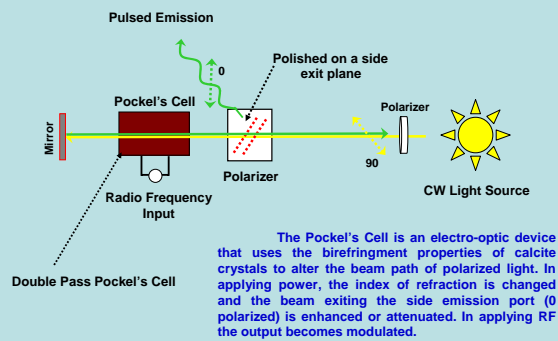 Pulsed Emission
0
Polished on a side
exit plane
Pockel's Cell
Polarizer
Mirror
90
Radio Frequency
Input
Polarizer
CW Light Source
Double Pass Pockel's Cell
The Pockel's Cell is an electro-optic device
that uses the birefringment properties of calcite
crystals to alter the beam path of polarized light. In
applying power, the index of refraction is changed
and the beam exiting the side emission port (0
polarized) is enhanced or attenuated. In applying RF
the output becomes modulated.